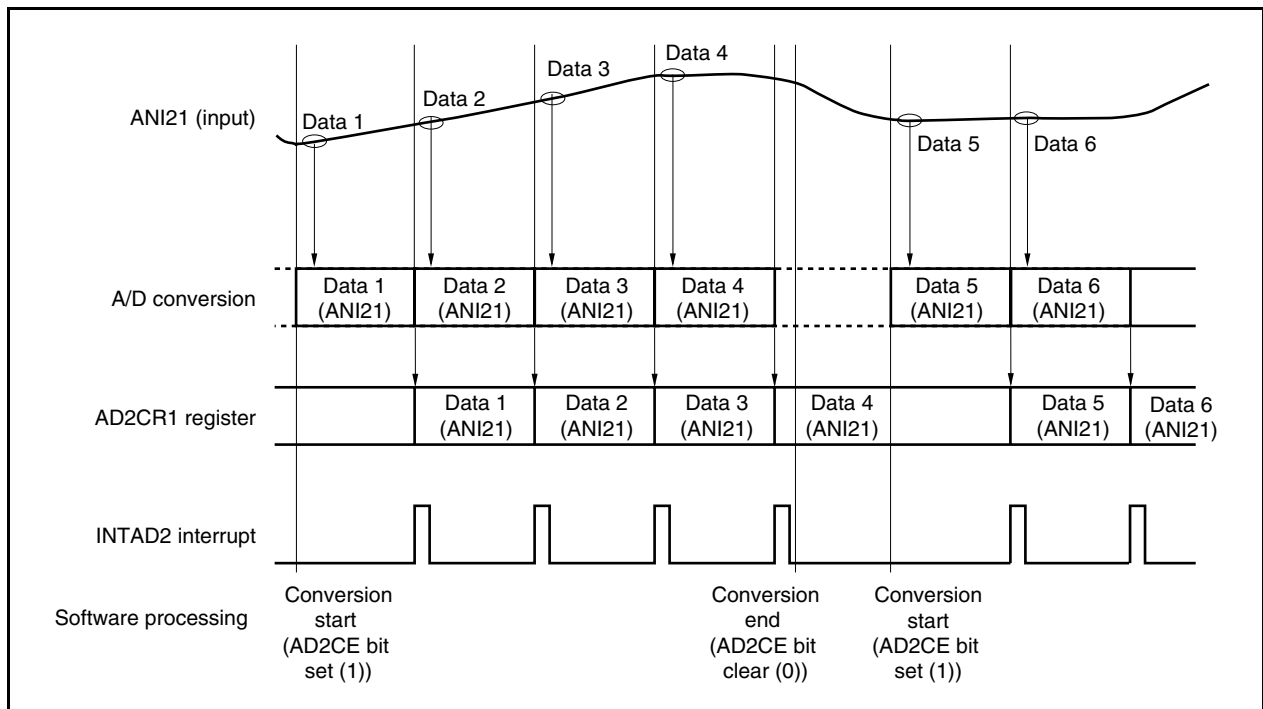 Data 4
Data 3
Data 2
ANI21 (input)
Data 1
Data 5
Data 6
A/D conversion
Data 1
(ANI21)
Data 2
(ANI21)
Data 3
(ANI21)
Data 4
(ANI21)
Data 5
(ANI21)
Data 6
(ANI21)
AD2CR1 register
Data 1
(ANI21)
Data 2
(ANI21)
Data 3
(ANI21)
Data 4
(ANI21)
Data 5
(ANI21)
Data 6
(ANI21)
INTAD2 interrupt
Software processing
Conversion
start
(AD2CE bit
set (1))
Conversion
end
(AD2CE bit
clear (0))
Conversion
start
(AD2CE bit
set (1))